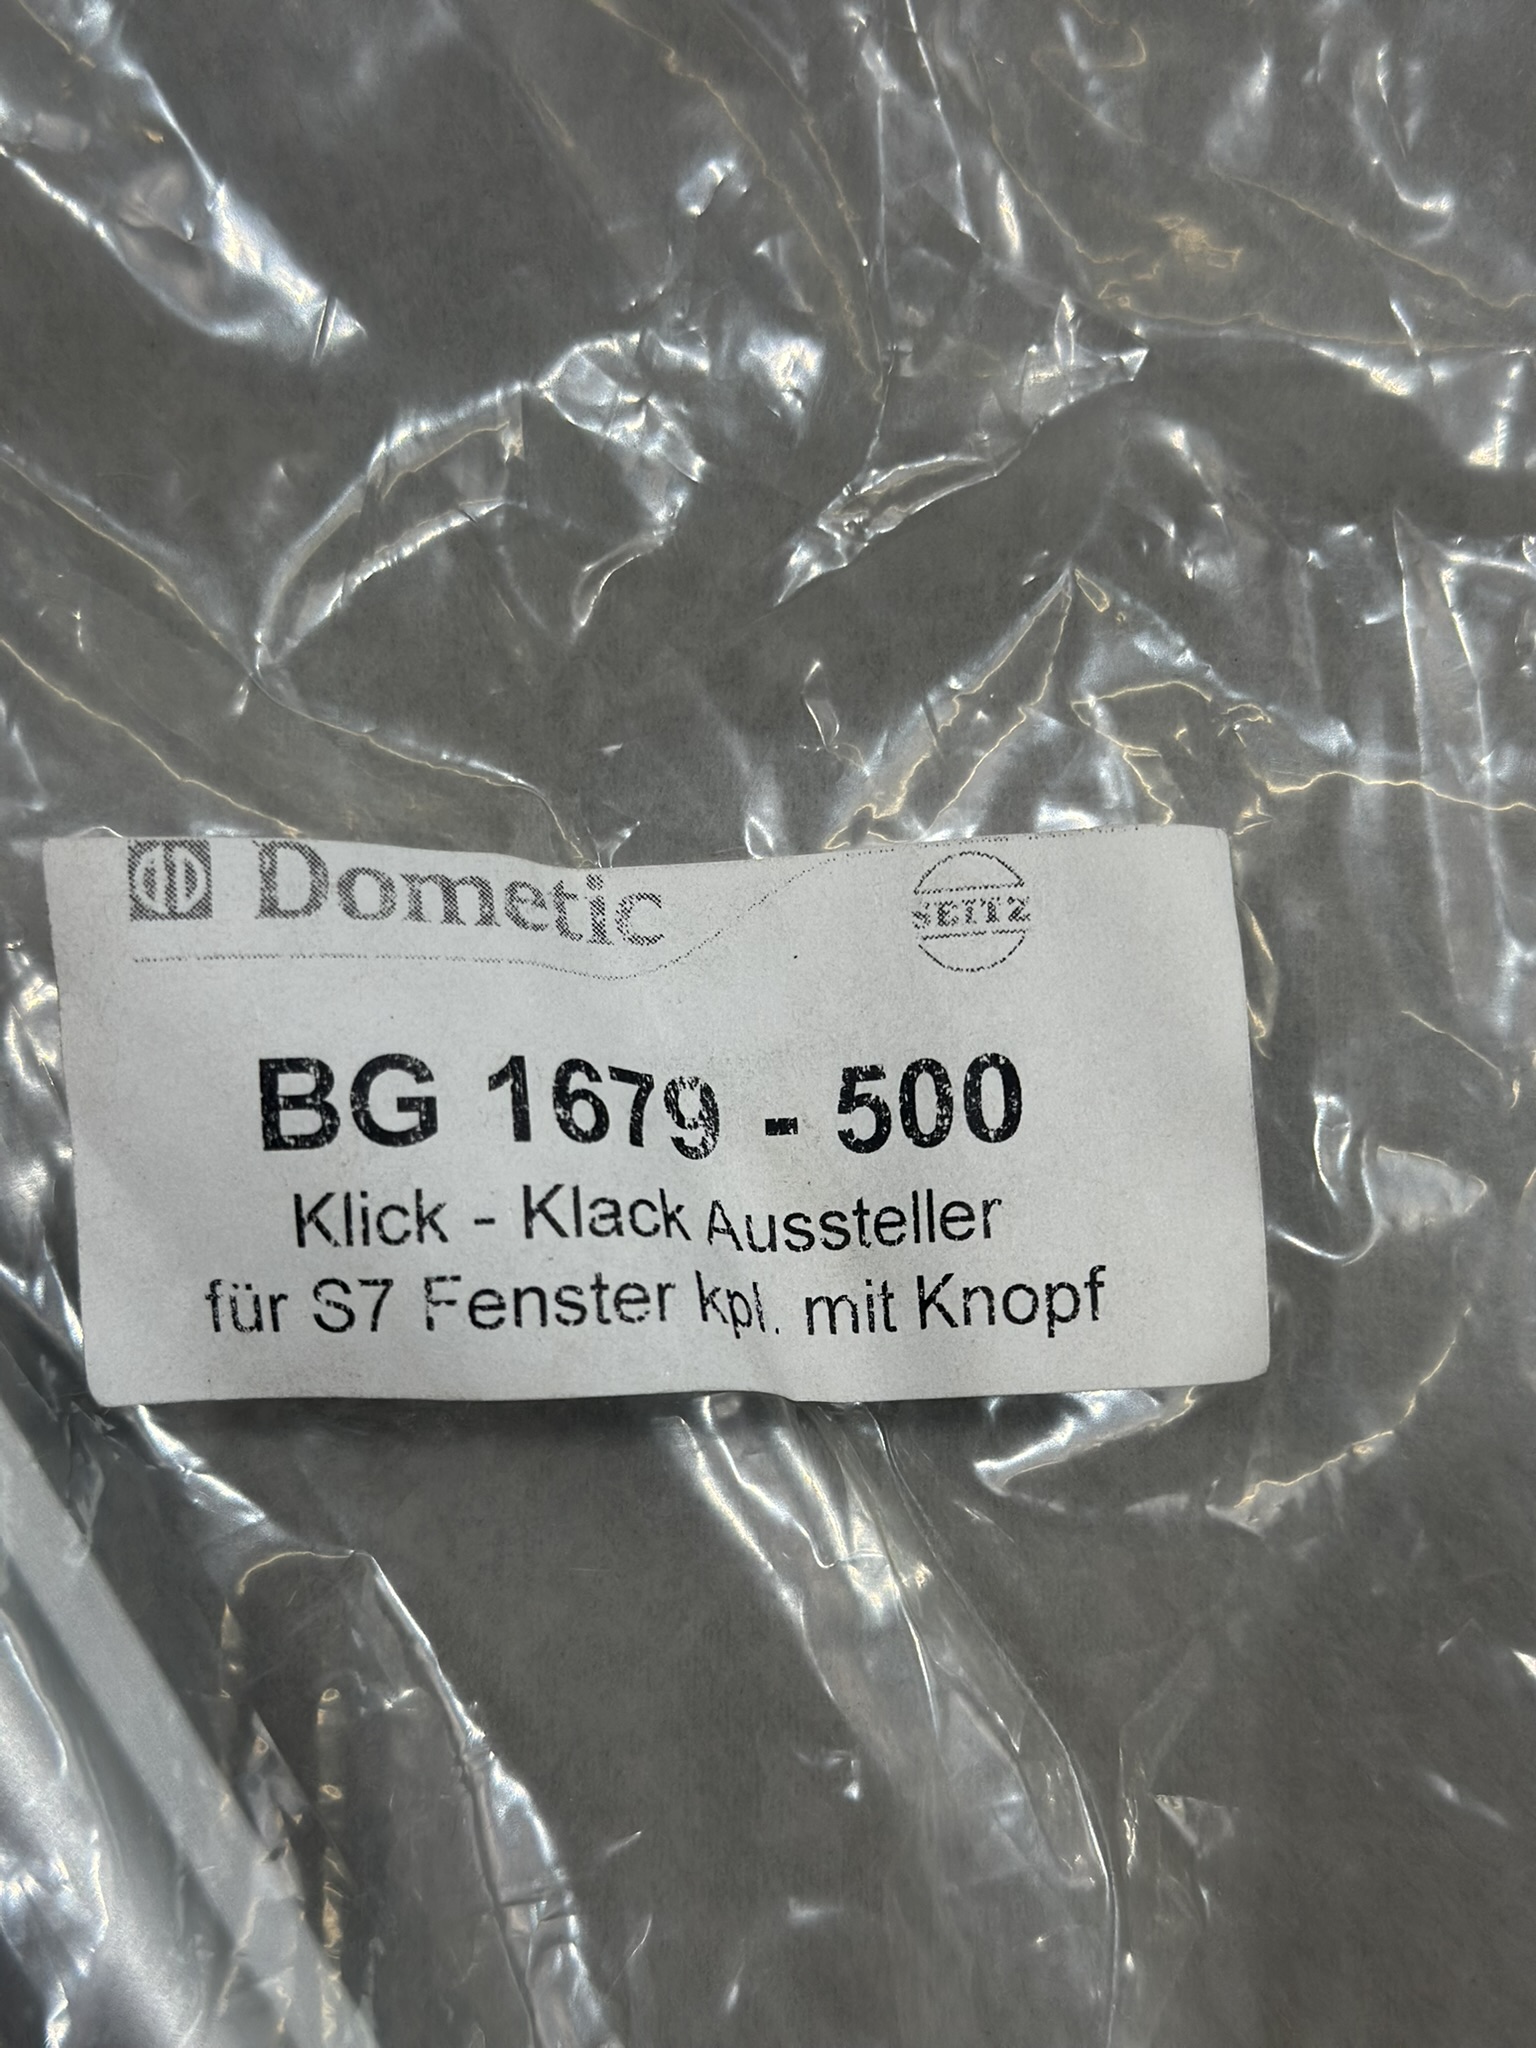 Dometic
SEITZ
BG 1679 - 500
Klick - Klack Aussteller
für S7 Fenster kpl. mit Knopf